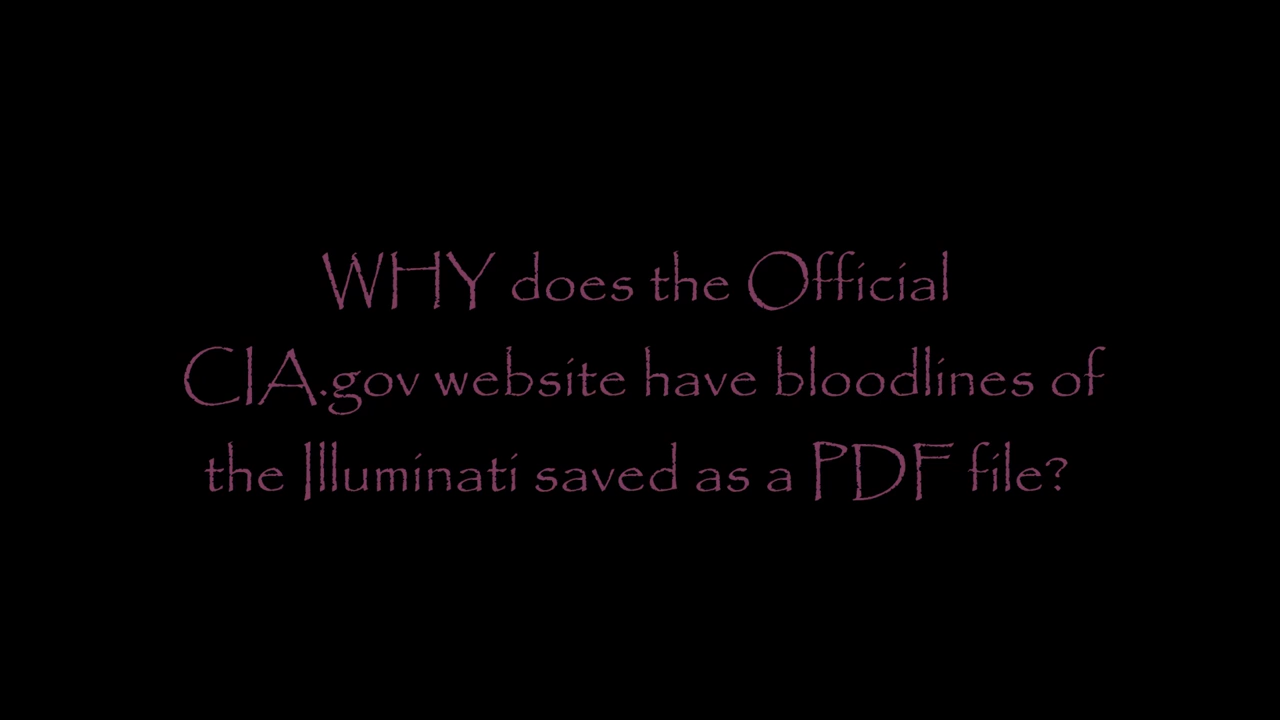 WHY does the Official
CIA.gov website have bloodlines of
the Illuminati saved as a PDF file?